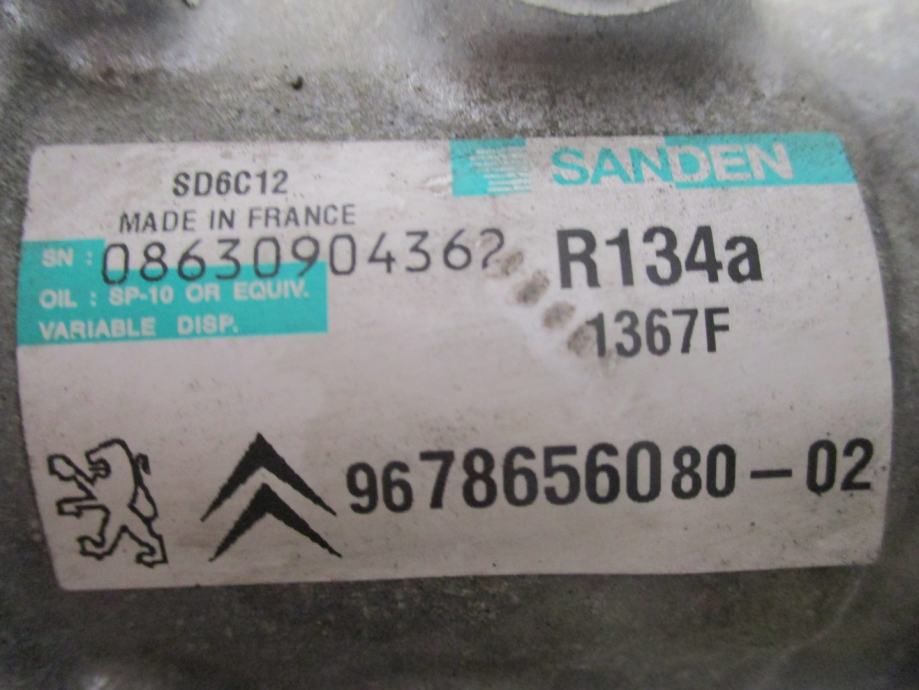 SANDEN
SD6C12
MADE IN FRANCE
SN : 08630904362
R134a
OIL : SP-10 OR EQUIV.
VARIABLE DISP.
1367F
9678656080-02